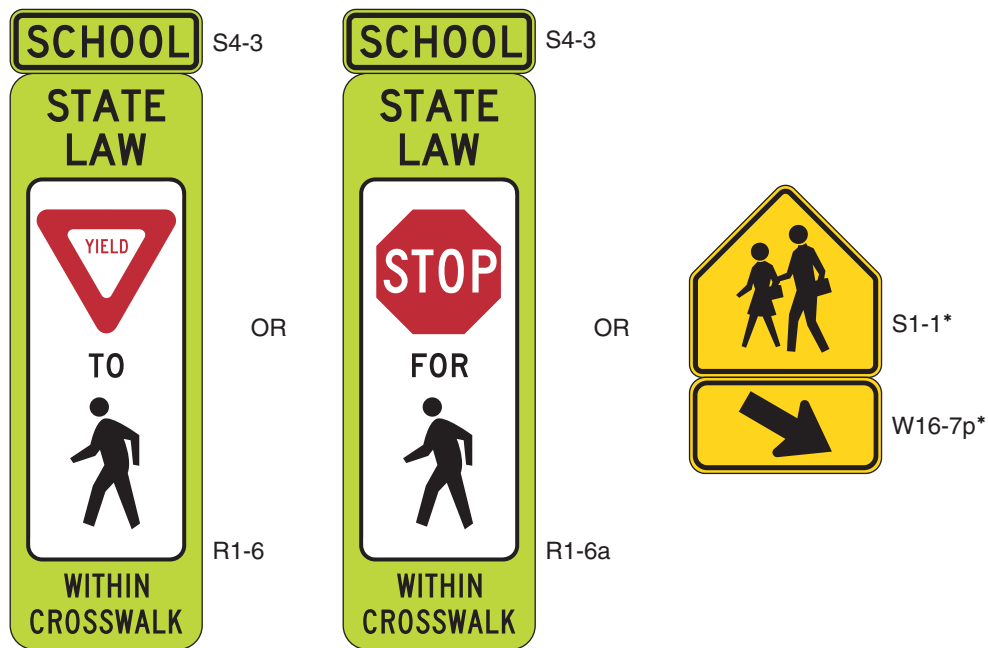 SCHOOL
S4-3
STATE
LAW
YIELD
TO
R1-6
WITHIN
CROSSWALK
OR
SCHOOL
S4-3
STATE
LAW
STOP
FOR
R1-6a
WITHIN
CROSSWALK
OR
S1-1*
W16-7p*